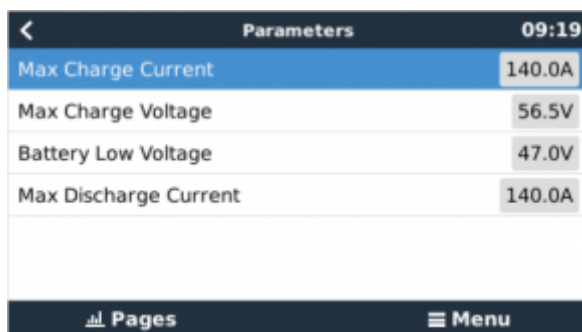 Parameters 09:19
Max Charge Current 140.0A
Max Charge Voltage 56.5V
Battery Low Voltage 47.0V
Max Discharge Current 140.0A
Pages Menu